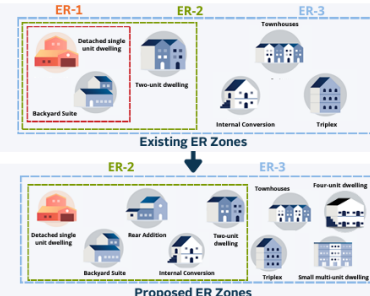 ER-1
ER-2
ER-3
Townhouses
Detached single
unit dwelling
Two-unit dwelling
Backyard Suite
Internal Conversion
Triplex
Existing ER Zones
ER-2
ER-3
Townhouses
Four-unit dwelling
Detached single
unit dwelling
Rear Addition
Two-unit
dwelling
Backyard Suite
Internal Conversion
Triplex
Small multi-unit dwelling
Proposed ER Zones